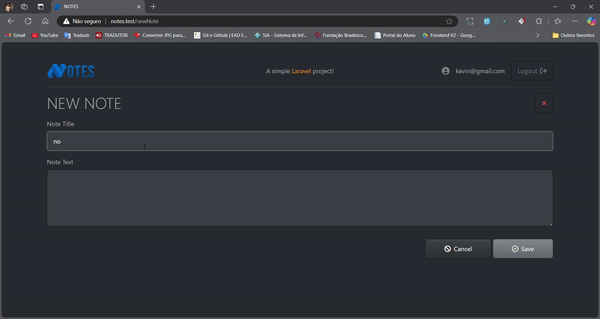 NOTES
Não seguro | notes.test/newNote
Gmail YouTube Traduzir TRADUTOR Converter JPG para... Git e Github | EAD E... SIA - Sistema de Inf... Fundação Bradesco... Portal do Aluno Frontend V2 - Goog... Outros favoritos
NOTES A simple Laravel project! kevin@gmail.com Logout
NEW NOTE
Note Title
no
Note Text
Cancel Save